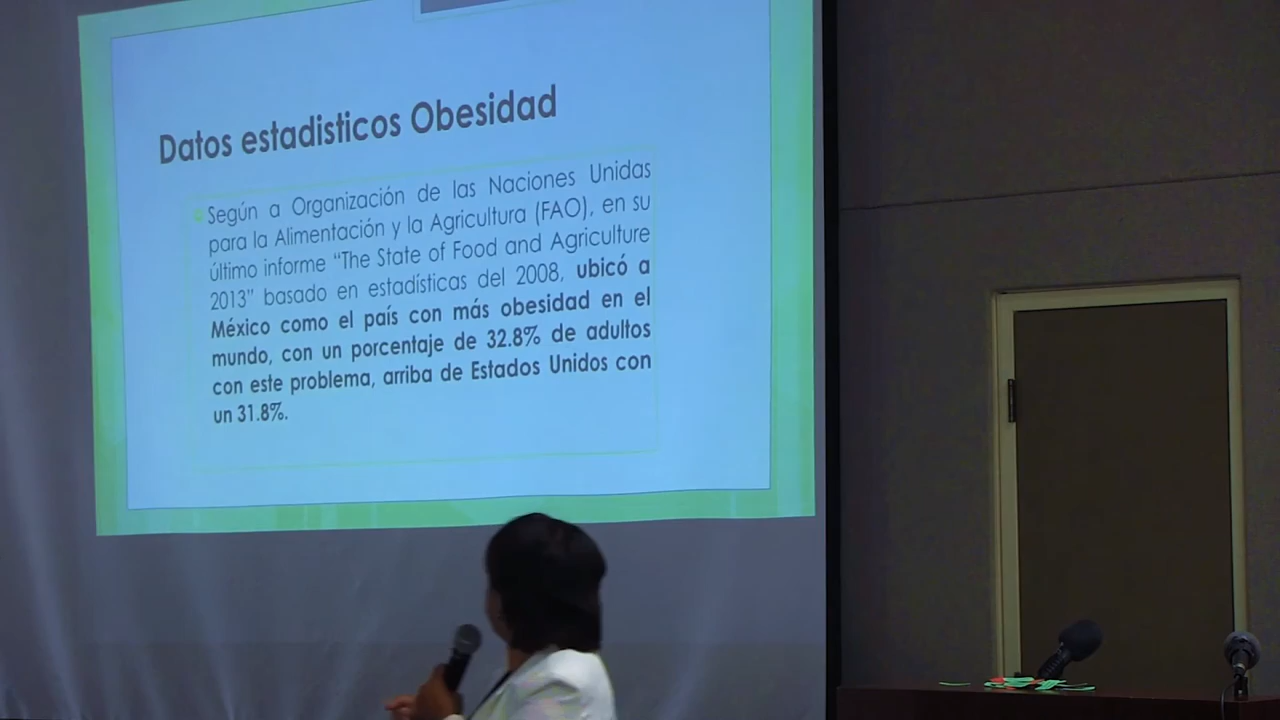 Datos estadisticos Obesidad
Según a Organización de las Naciones Unidas
para la Alimentación y la Agricultura (FAO), en su
último informe “The State of Food and Agriculture
2013” basado en estadísticas del 2008, ubicó a
México como el país con más obesidad en el
mundo, con un porcentaje de 32.8% de adultos
con este problema, arriba de Estados Unidos con
un 31.8%.